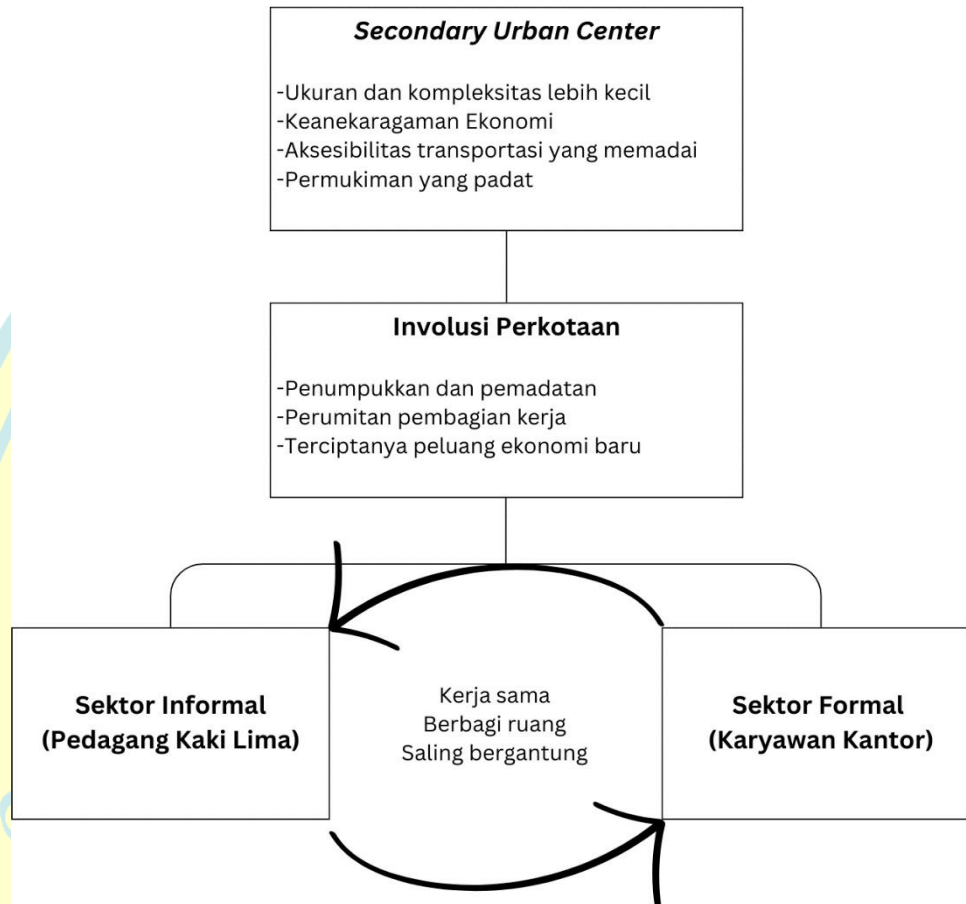 Secondary Urban Center
-Ukuran dan kompleksitas lebih kecil
-Keanekaragaman Ekonomi
-Aksesibilitas transportasi yang memadai
-Permukiman yang padat
Involusi Perkotaan
-Penumpukkan dan pemadatan
-Perumitan pembagian kerja
-Terciptanya peluang ekonomi baru
Sektor Informal
(Pedagang Kaki Lima)
Kerja sama
Berbagi ruang
Saling bergantung
Sektor Formal
(Karyawan Kantor)